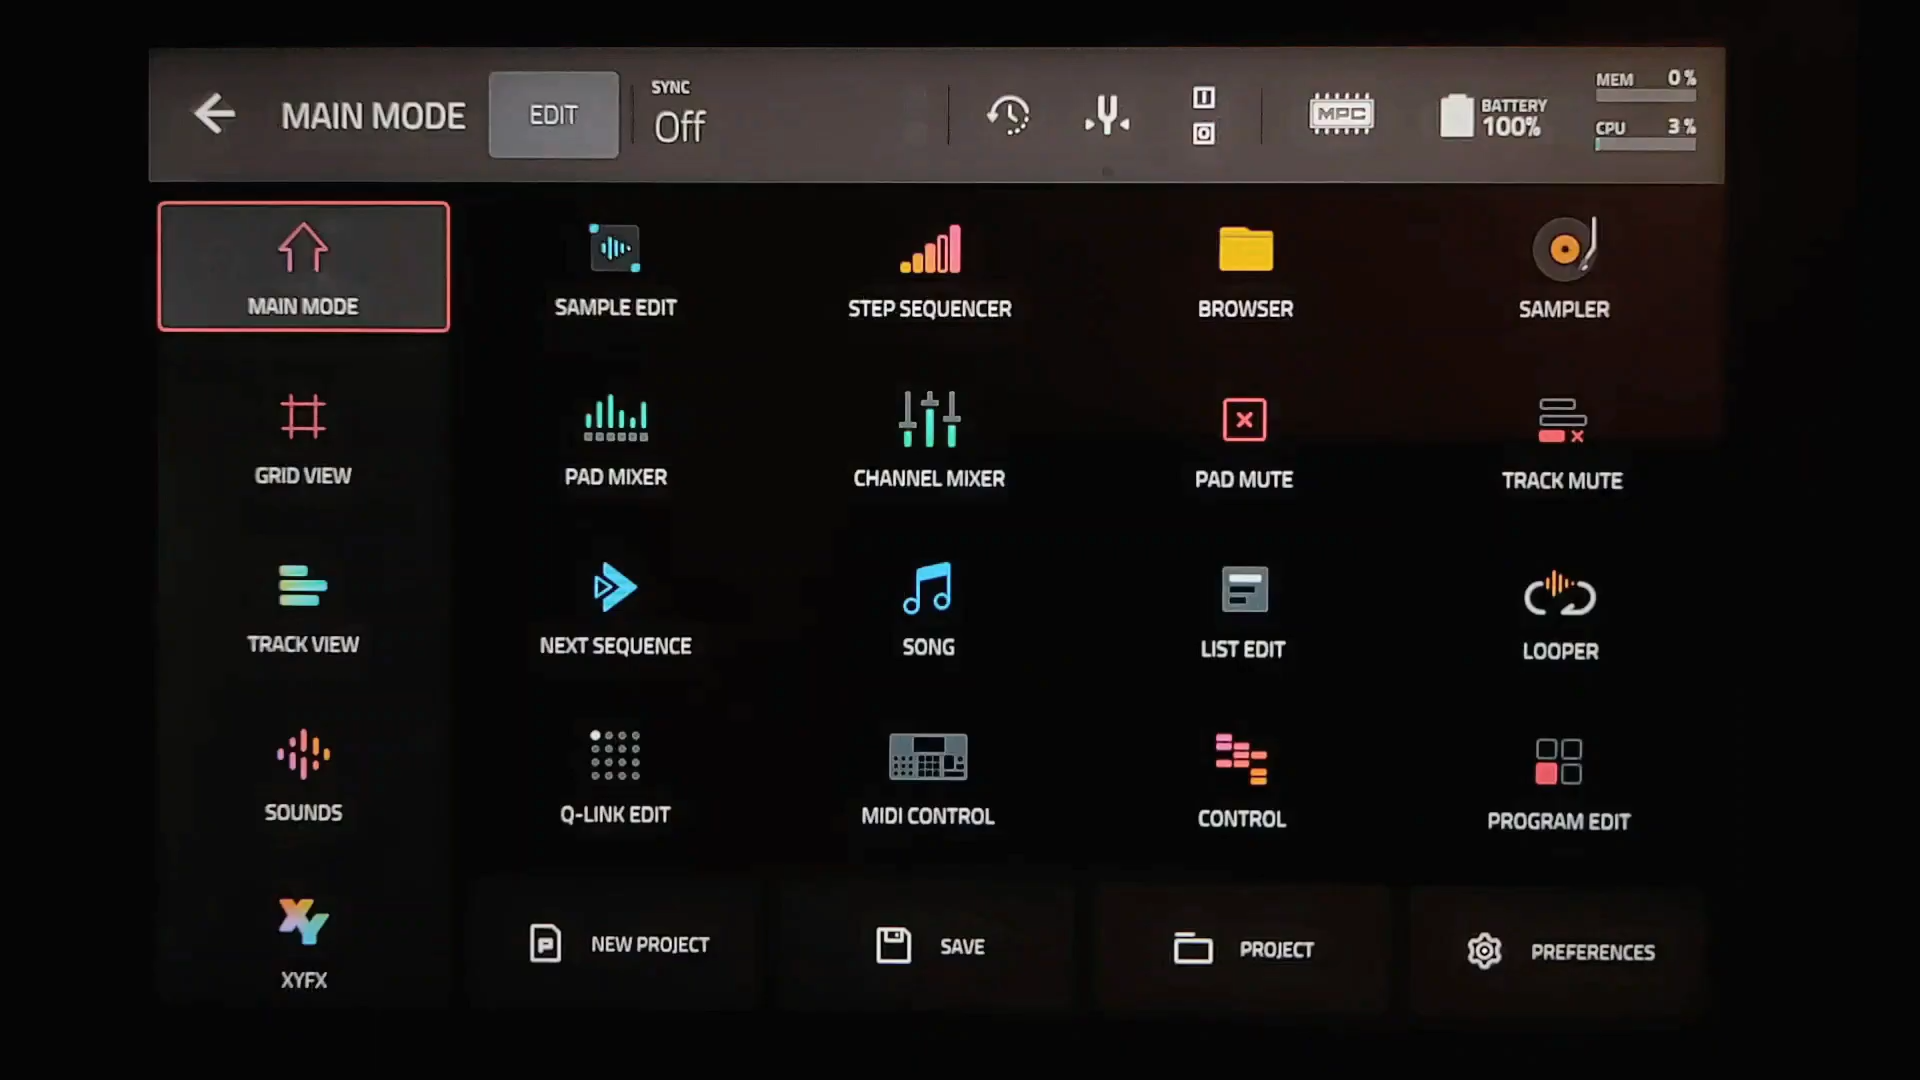 MAIN MODE
EDIT
SYNC
Off
MPC
BATTERY
100%
MEM 0%
CPU 3%
MAIN MODE
SAMPLE EDIT
STEP SEQUENCER
BROWSER
SAMPLER
GRID VIEW
PAD MIXER
CHANNEL MIXER
PAD MUTE
TRACK MUTE
TRACK VIEW
NEXT SEQUENCE
SONG
LIST EDIT
LOOPER
SOUNDS
Q-LINK EDIT
MIDI CONTROL
CONTROL
PROGRAM EDIT
XY
XYFX
P
NEW PROJECT
SAVE
PROJECT
PREFERENCES